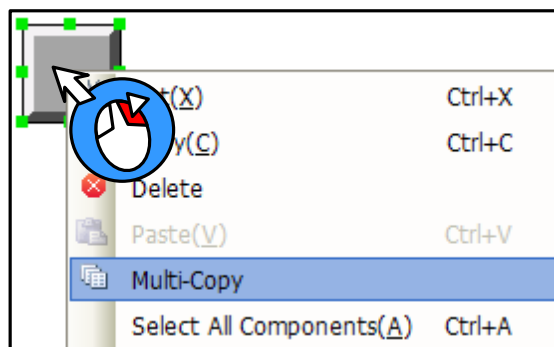 t(X) Ctrl+X
y(C) Ctrl+C
Delete
Paste(V) Ctrl+V
Multi-Copy
Select All Components(A) Ctrl+A